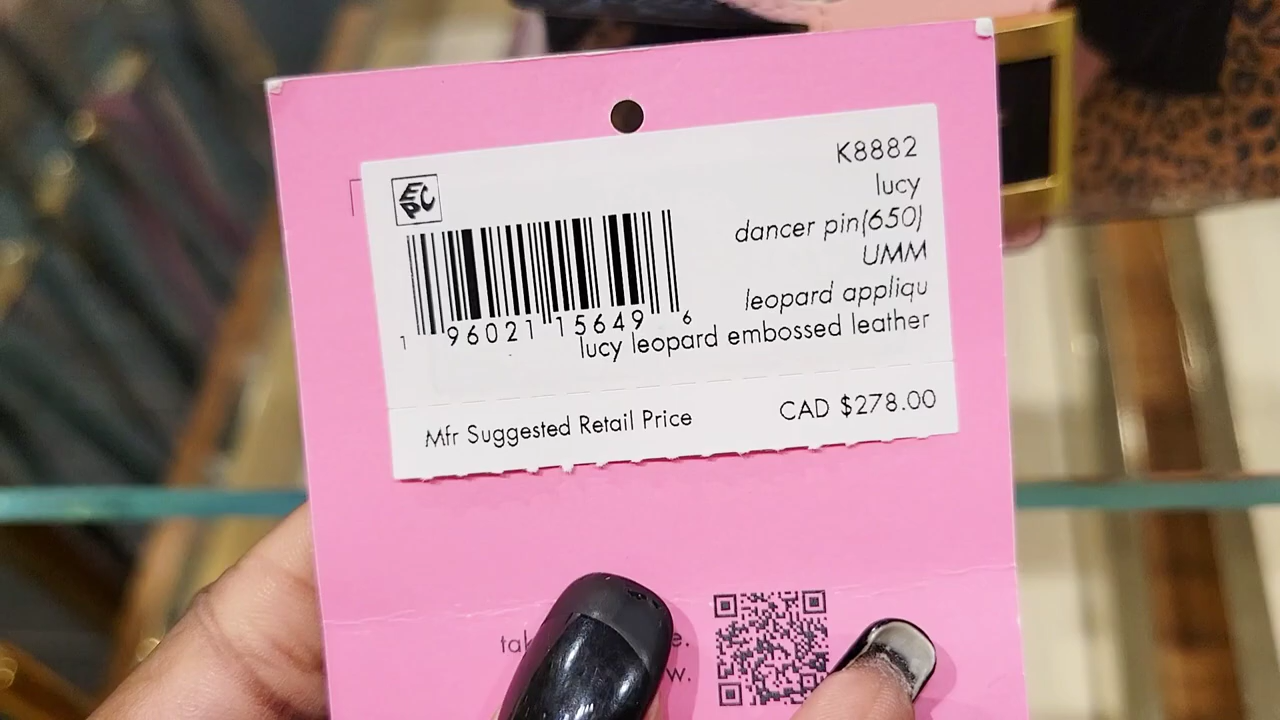 K8882
lucy
dancer pin(650)
UMM
leopard appliqu
lucy leopard embossed leather
EPC
1 96021 15649 6
Mfr Suggested Retail Price CAD $278.00